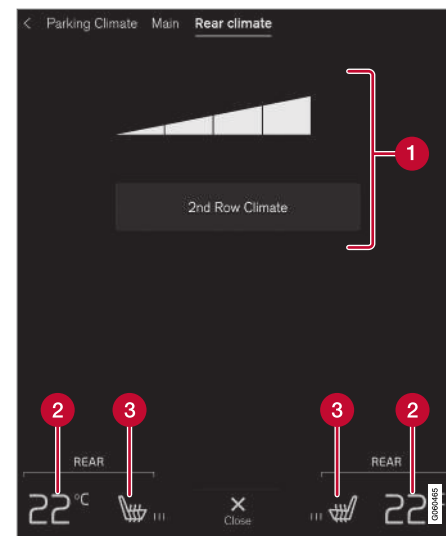 < Parking Climate Main Rear climate
1
2nd Row Climate
2 3 3 2
REAR REAR
22°C 22
Close
G060465